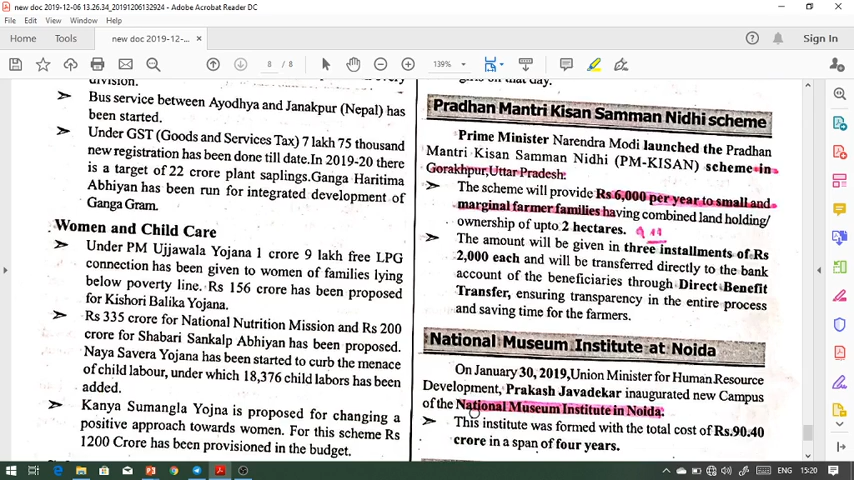 new doc 2019-12-06 13.26.34_20191206132924.pdf - Adobe Acrobat Reader DC
File Edit View Window Help
Home Tools new doc 2019-12-... × Sign In
8 / 8 139%
division.
➤ Bus service between Ayodhya and Janakpur (Nepal) has
been started.
➤ Under GST (Goods and Services Tax) 7 lakh 75 thousand
new registration has been done till date. In 2019-20 there
is a target of 22 crore plant saplings. Ganga Haritima
Abhiyan has been run for integrated development of
Ganga Gram.
Women and Child Care
➤ Under PM Ujjawala Yojana 1 crore 9 lakh free LPG
connection has been given to women of families lying
below poverty line. Rs 156 crore has been proposed
for Kishori Balika Yojana.
➤ Rs 335 crore for National Nutrition Mission and Rs 200
crore for Shabari Sankalp Abhiyan has been proposed.
Naya Savera Yojana has been started to curb the menace
of child labour, under which 18,376 child labors has been
added.
➤ Kanya Sumangla Yojna is proposed for changing a
positive approach towards women. For this scheme Rs
1200 Crore has been provisioned in the budget.
girls on that day.
Pradhan Mantri Kisan Samman Nidhi scheme
Prime Minister Narendra Modi launched the Pradhan
Mantri Kisan Samman Nidhi (PM-KISAN) scheme in
Gorakhpur, Uttar Pradesh.
➤ The scheme will provide Rs 6,000 per year to small and
marginal farmer families having combined land holding/
ownership of upto 2 hectares.
➤ The amount will be given in three installments of Rs
2,000 each and will be transferred directly to the bank
account of the beneficiaries through Direct Benefit
Transfer, ensuring transparency in the entire process
and saving time for the farmers.
National Museum Institute at Noida
On January 30, 2019, Union Minister for Human Resource
Development, Prakash Javadekar inaugurated new Campus
of the National Museum Institute in Noida.
➤ This institute was formed with the total cost of Rs.90.40
crore in a span of four years.
ENG 15:20